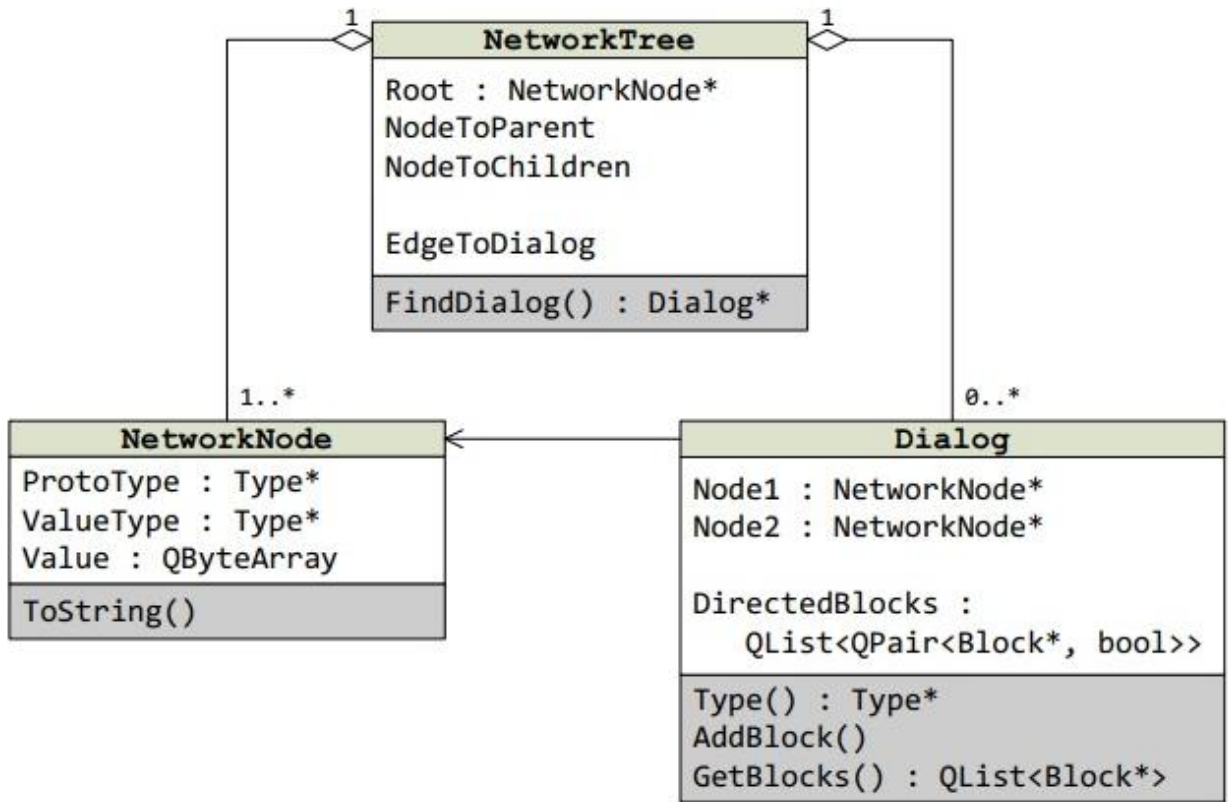 1
1
NetworkTree
Root : NetworkNode*
NodeToParent
NodeToChildren
EdgeToDialog
FindDialog() : Dialog*
1..*
0..*
NetworkNode
ProtoType : Type*
ValueType : Type*
Value : QByteArray
ToString()
Dialog
Node1 : NetworkNode*
Node2 : NetworkNode*
DirectedBlocks :
QList<QPair<Block*, bool>>
Type() : Type*
AddBlock()
GetBlocks() : QList<Block*>